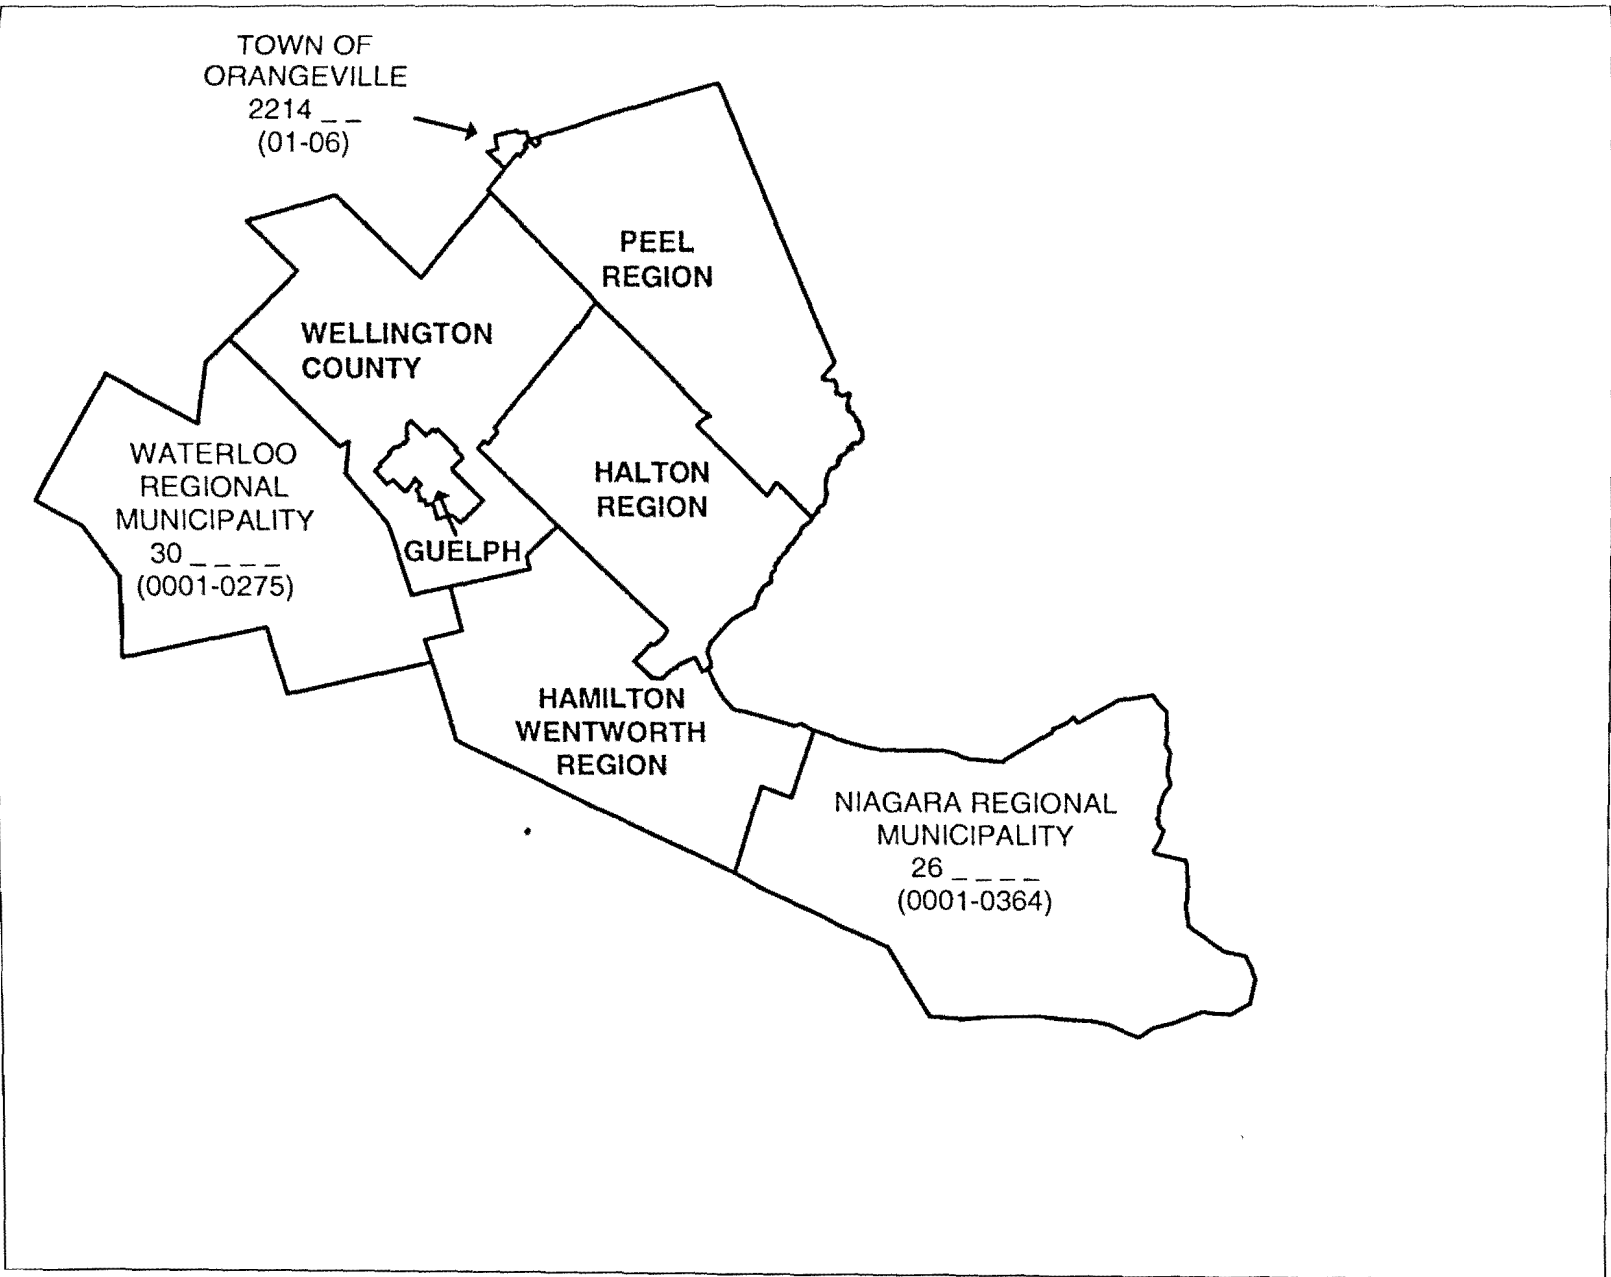 TOWN OF
ORANGEVILLE
2214 _ _
(01-06)
PEEL
REGION
WELLINGTON
COUNTY
WATERLOO
REGIONAL
MUNICIPALITY
30 _ _ _ _
(0001-0275)
HALTON
REGION
GUELPH
HAMILTON
WENTWORTH
REGION
NIAGARA REGIONAL
MUNICIPALITY
26 _ _ _ _
(0001-0364)